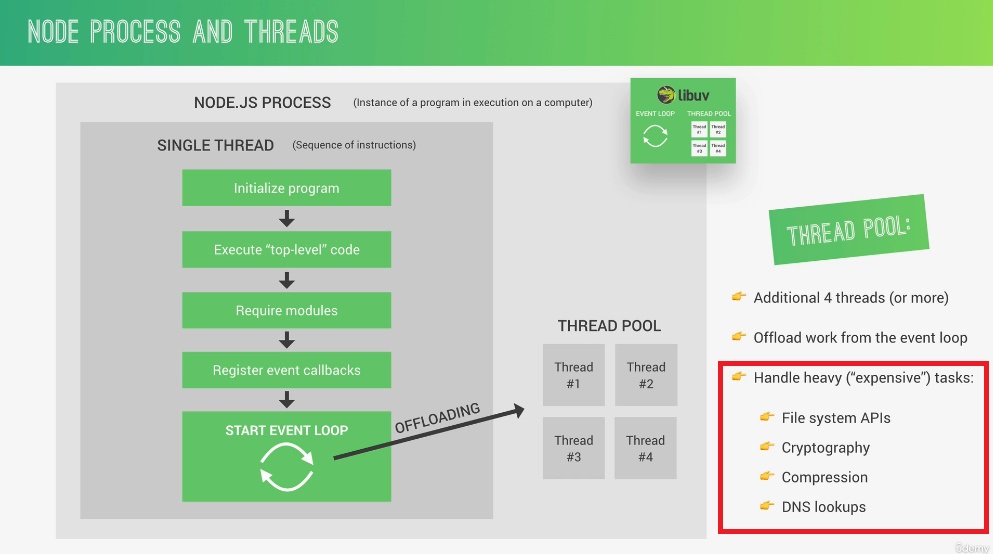 NODE PROCESS AND THREADS
NODE.JS PROCESS (Instance of a program in execution on a computer)
libuv
EVENT LOOP THREAD POOL
Thread #1
Thread #2
Thread #3
Thread #4
SINGLE THREAD (Sequence of instructions)
Initialize program
Execute “top-level” code
Require modules
Register event callbacks
START EVENT LOOP
OFFLOADING
THREAD POOL
Thread
#1
Thread
#2
Thread
#3
Thread
#4
THREAD POOL:
Additional 4 threads (or more)
Offload work from the event loop
Handle heavy (“expensive”) tasks:
File system APIs
Cryptography
Compression
DNS lookups